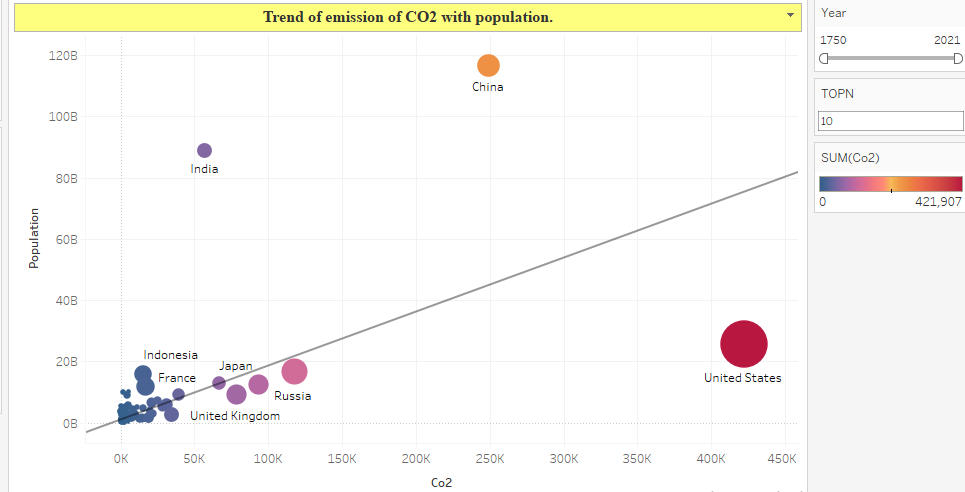 Trend of emission of CO2 with population.
Year
1750
2021
TOPN
10
SUM(Co2)
0
421,907
Population
120B
100B
80B
60B
40B
20B
0B
China
India
Indonesia
France
Japan
Russia
United Kingdom
United States
0K
50K
100K
150K
200K
250K
300K
350K
400K
450K
Co2